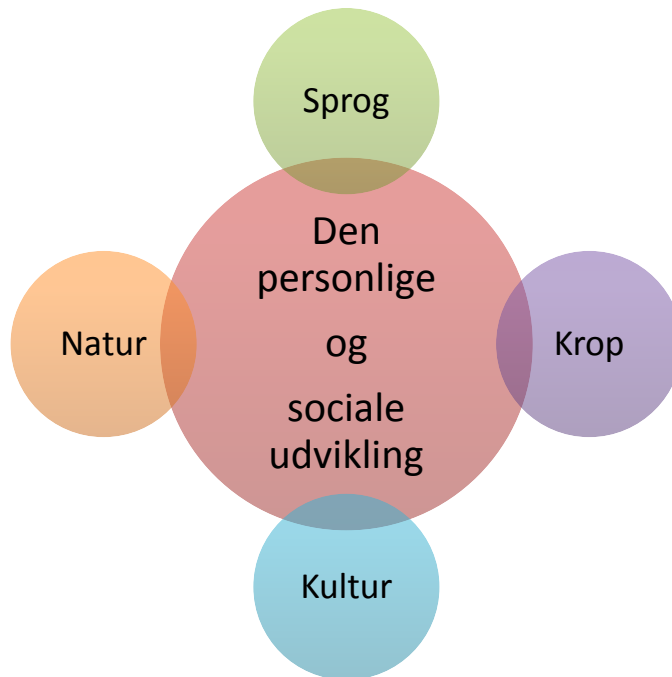 Sprog
Den
personlige
og
sociale
udvikling
Natur
Krop
Kultur